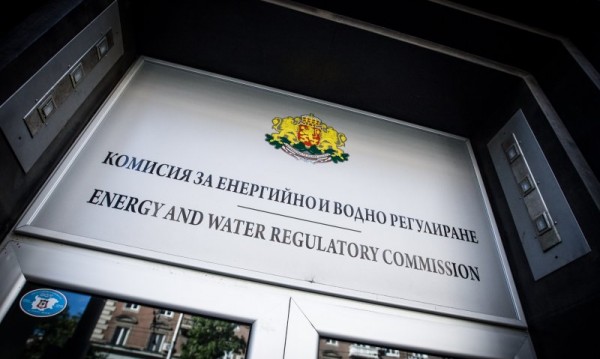 КОМИСИЯ ЗА ЕНЕРГИЙНО И ВОДНО РЕГУЛИРАНЕ
ENERGY AND WATER REGULATORY COMMISSION